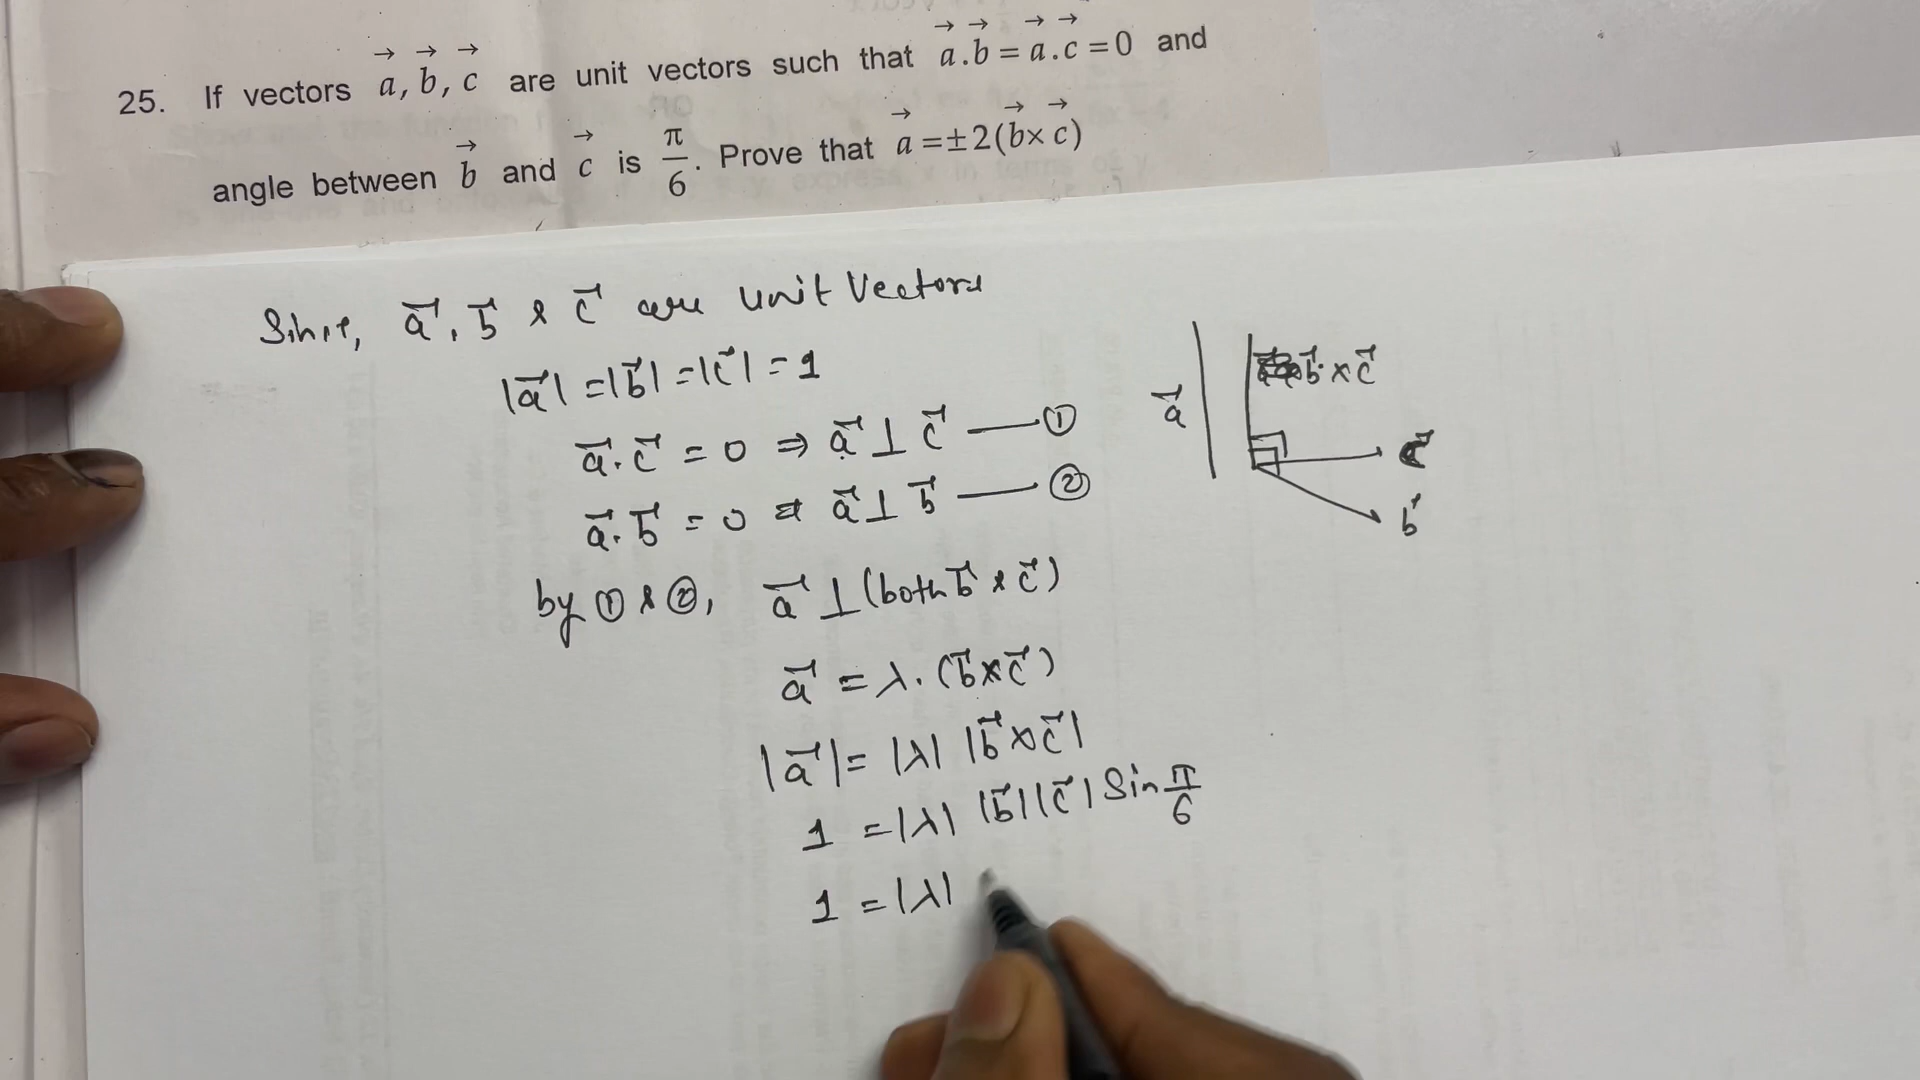 25. If vectors a⃗, b⃗, c⃗ are unit vectors such that a⃗.b⃗ = a⃗.c⃗ = 0 and
angle between b⃗ and c⃗ is π/6. Prove that a⃗ = ±2(b⃗× c⃗)
Since, a⃗, b⃗ & c⃗ are unit Vectors
|a⃗| = |b⃗| = |c⃗| = 1
a⃗. c⃗ = 0 ⇒ a⃗ ⊥ c⃗ —— ①
a⃗. b⃗ = 0 ⇒ a⃗ ⊥ b⃗ —— ②
by ① & ②, a⃗ ⊥ (both b⃗ & c⃗)
a⃗ = λ. (b⃗×c⃗)
|a⃗| = |λ| |b⃗×c⃗|
1 = |λ| |b⃗||c⃗| Sin π/6
1 = |λ|
a⃗
b⃗×c⃗
c⃗
b⃗